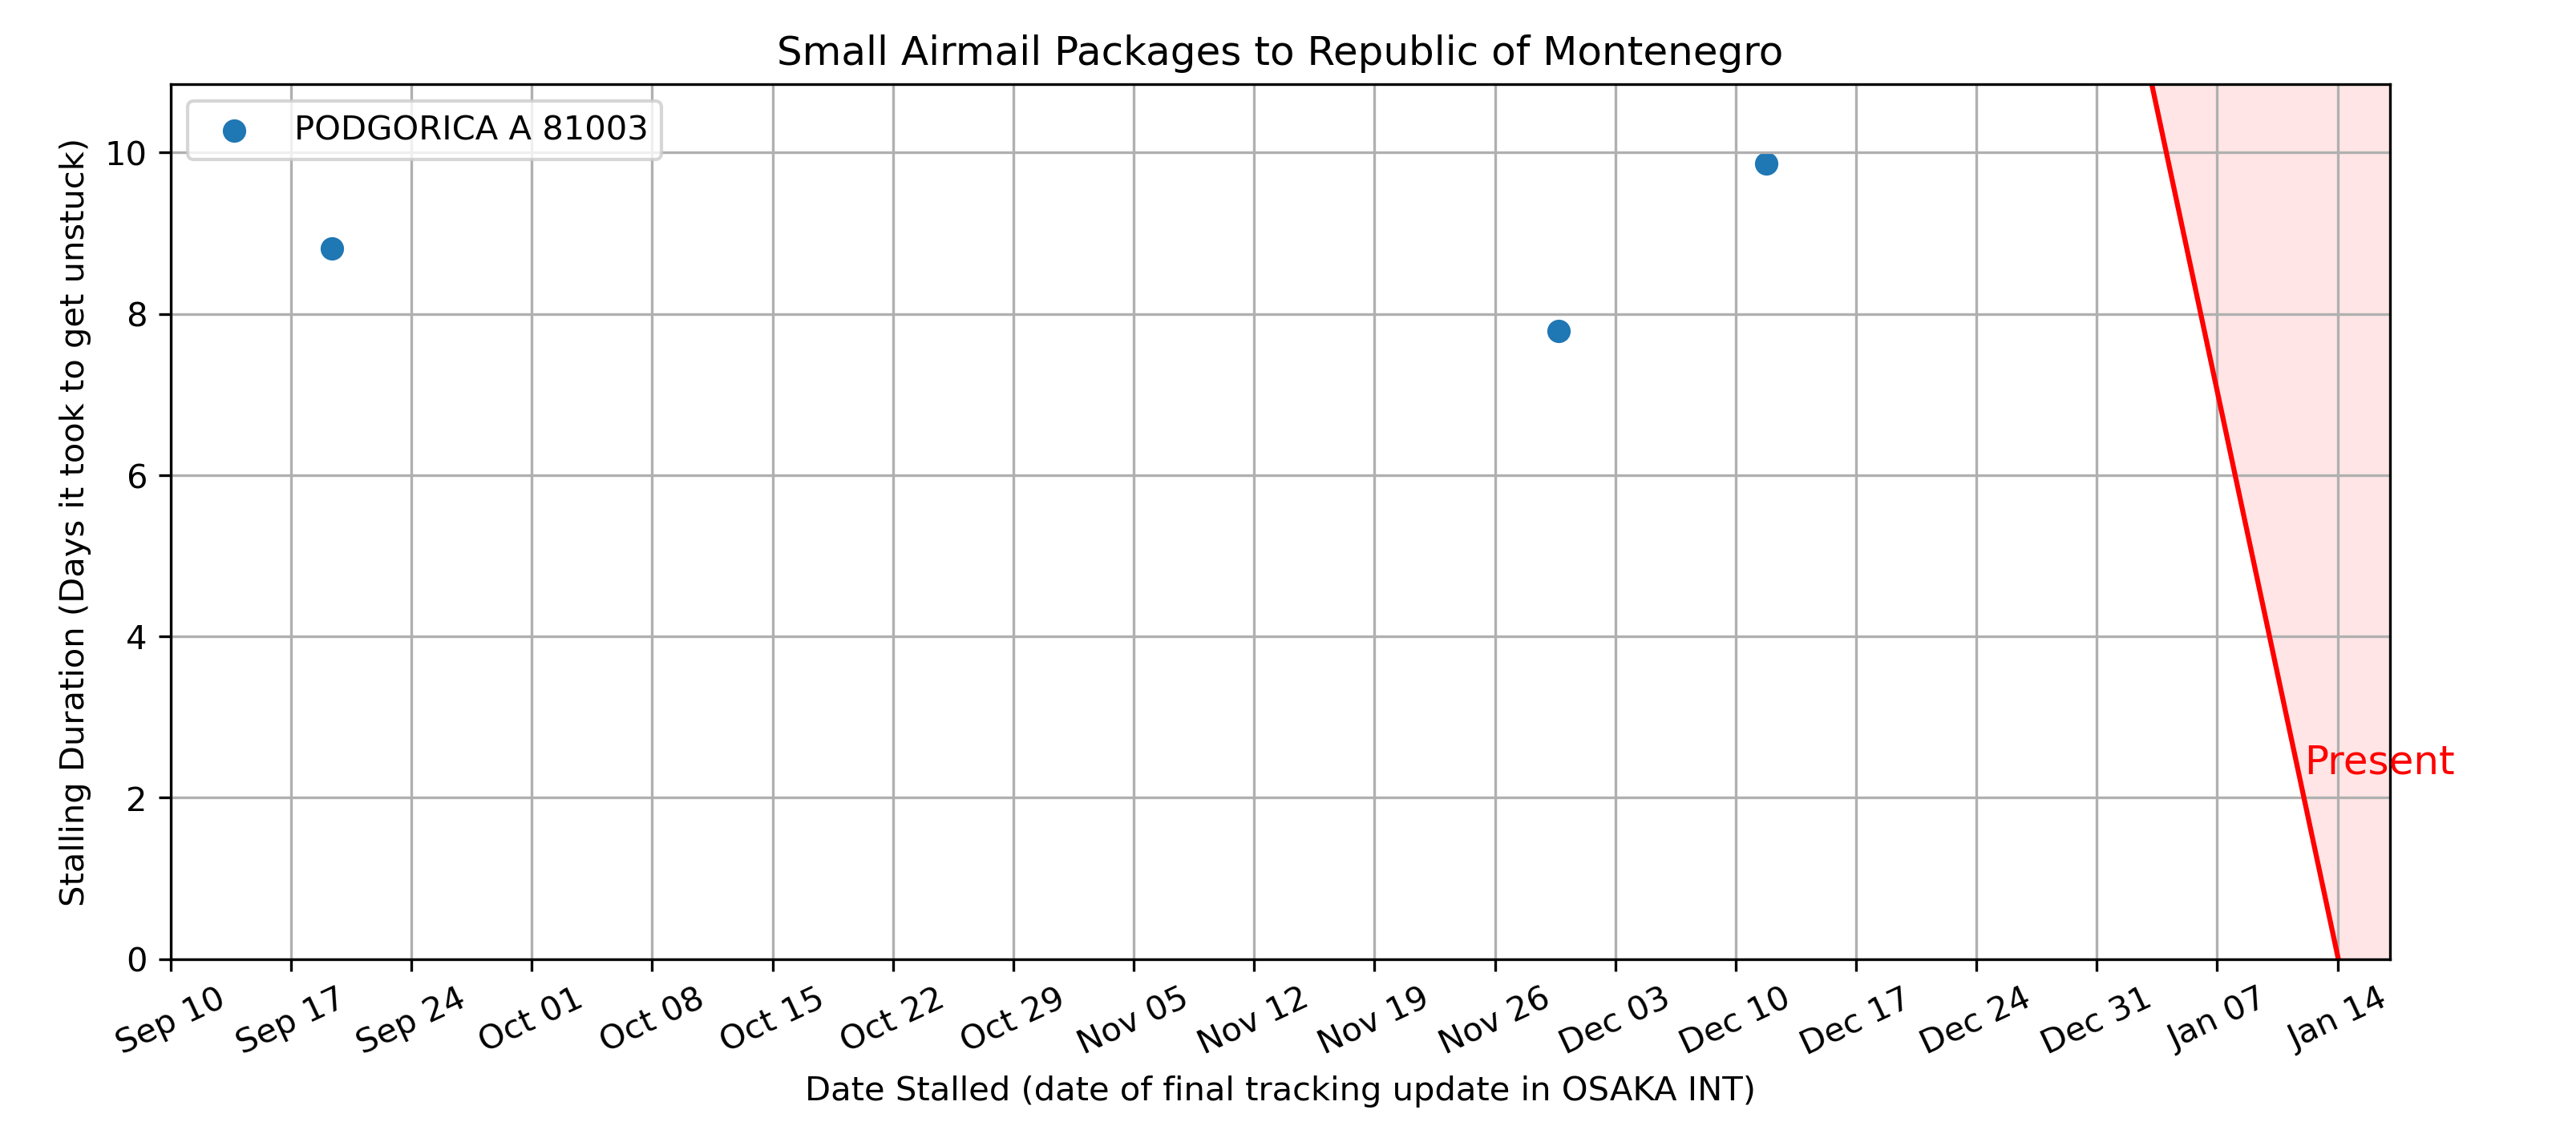 Small Airmail Packages to Republic of Montenegro
PODGORICA A 81003
Stalling Duration (Days it took to get unstuck)
10
8
6
4
2
0
Present
Sep 10
Sep 17
Sep 24
Oct 01
Oct 08
Oct 15
Oct 22
Oct 29
Nov 05
Nov 12
Nov 19
Nov 26
Dec 03
Dec 10
Dec 17
Dec 24
Dec 31
Jan 07
Jan 14
Date Stalled (date of final tracking update in OSAKA INT)